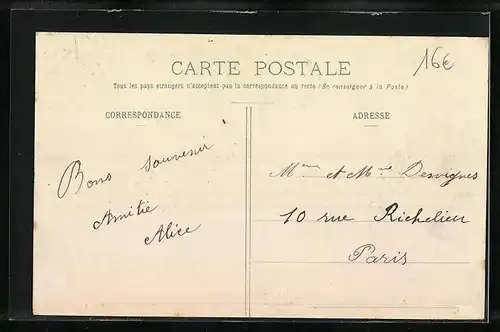 16€
CARTE POSTALE
Tous les pays étrangers n'acceptent pas la correspondance au recto (Se renseigner à la Poste)
CORRESPONDANCE
ADRESSE
Bons souvenir
Amitié
Alice
Mme et Mr Desvignes
10 rue Richelieu
Paris